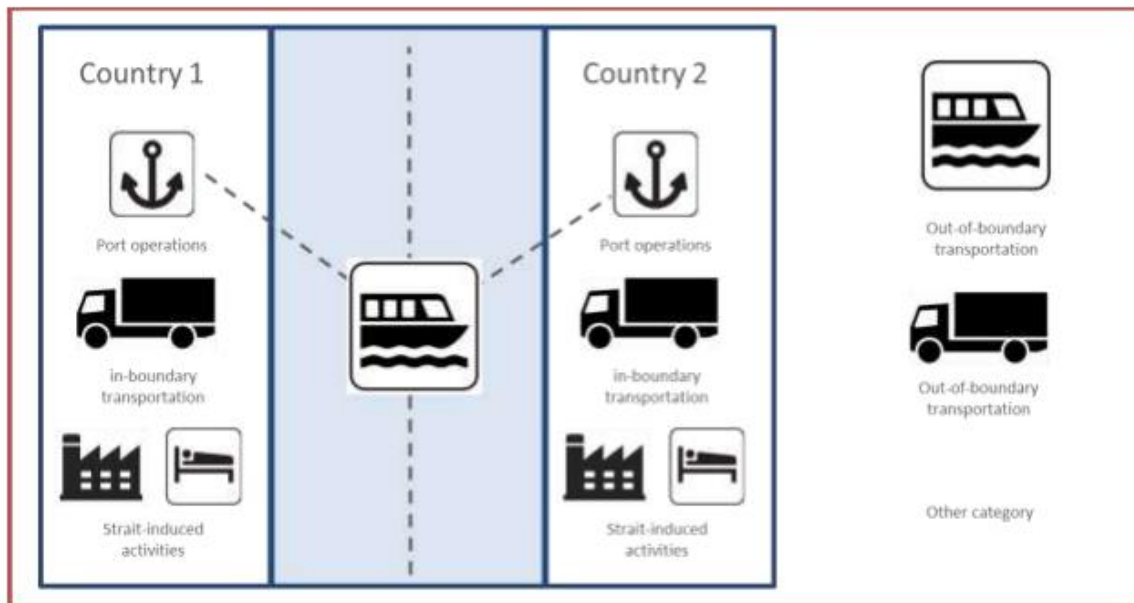 Country 1
Port operations
in-boundary
transportation
Strait-induced
activities
Country 2
Port operations
in-boundary
transportation
Strait-induced
activities
Out-of-boundary
transportation
Out-of-boundary
transportation
Other category